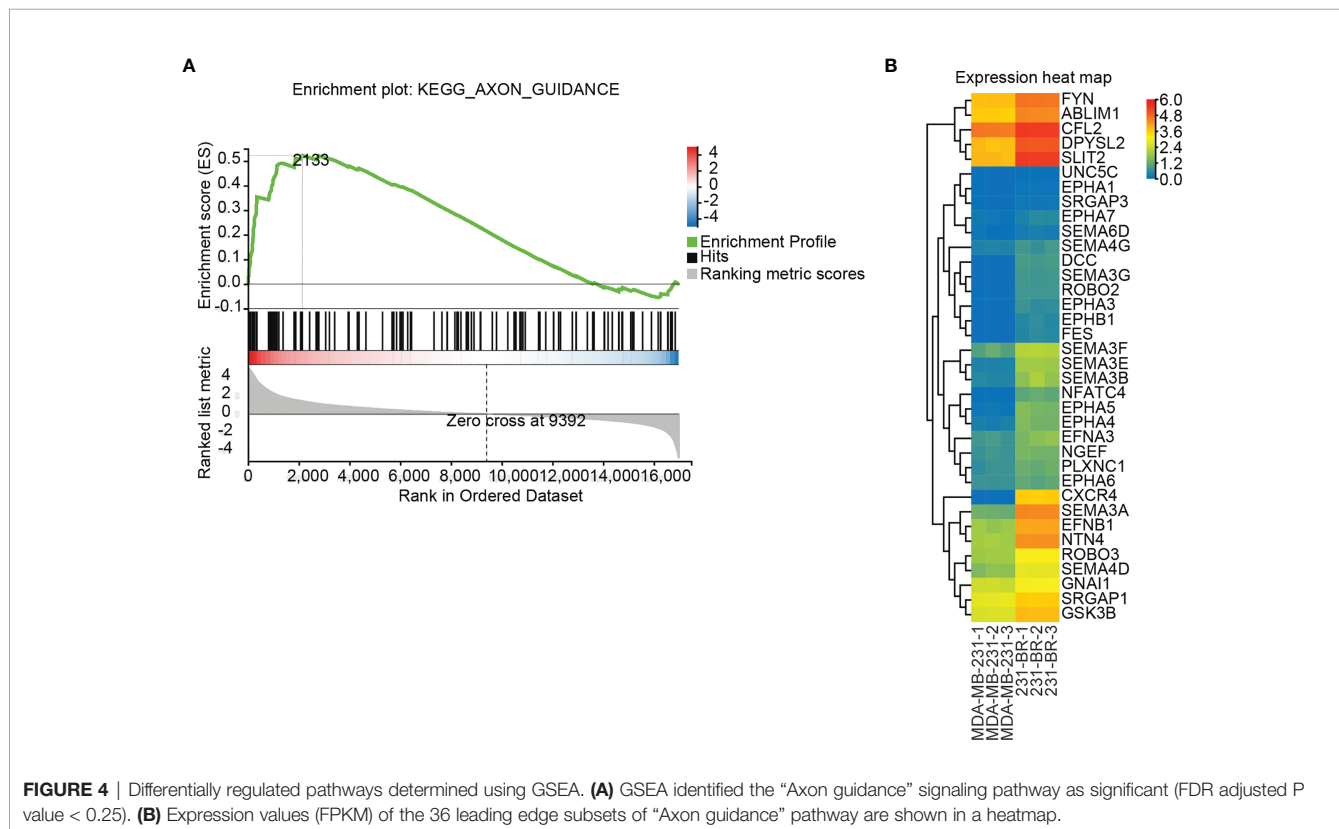 A
Enrichment plot: KEGG_AXON_GUIDANCE
Enrichment score (ES)
0.5
0.4
0.3
0.2
0.1
0.0
-0.1
2133
4
2
0
-2
-4
Enrichment Profile
Hits
Ranking metric scores
Ranked list metric
4
2
0
-2
-4
Zero cross at 9392
0 2,000 4,000 6,000 8,000 10,000 12,000 14,000 16,000
Rank in Ordered Dataset
B
Expression heat map
FYN
ABLIM1
CFL2
DPYSL2
SLIT2
UNC5C
EPHA1
SRGAP3
EPHA7
SEMA6D
SEMA4G
DCC
SEMA3G
ROBO2
EPHA3
EPHB1
FES
SEMA3F
SEMA3E
SEMA3B
NFATC4
EPHA5
EPHA4
EFNA3
NGEF
PLXNC1
EPHA6
CXCR4
SEMA3A
EFNB1
NTN4
ROBO3
SEMA4D
GNAI1
SRGAP1
GSK3B
6.0
4.8
3.6
2.4
1.2
0.0
MDA-MB-231-1
MDA-MB-231-2
MDA-MB-231-3
231-BR-1
231-BR-2
231-BR-3
FIGURE 4 | Differentially regulated pathways determined using GSEA. (A) GSEA identified the “Axon guidance” signaling pathway as significant (FDR adjusted P
value < 0.25). (B) Expression values (FPKM) of the 36 leading edge subsets of “Axon guidance” pathway are shown in a heatmap.